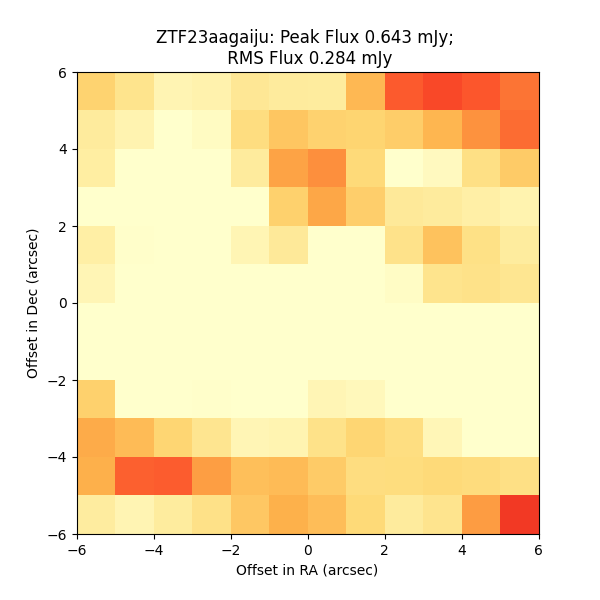 ZTF23aagaiju: Peak Flux 0.643 mJy;
RMS Flux 0.284 mJy
6
4
2
0
−2
−4
−6
Offset in Dec (arcsec)
−6 −4 −2 0 2 4 6
Offset in RA (arcsec)